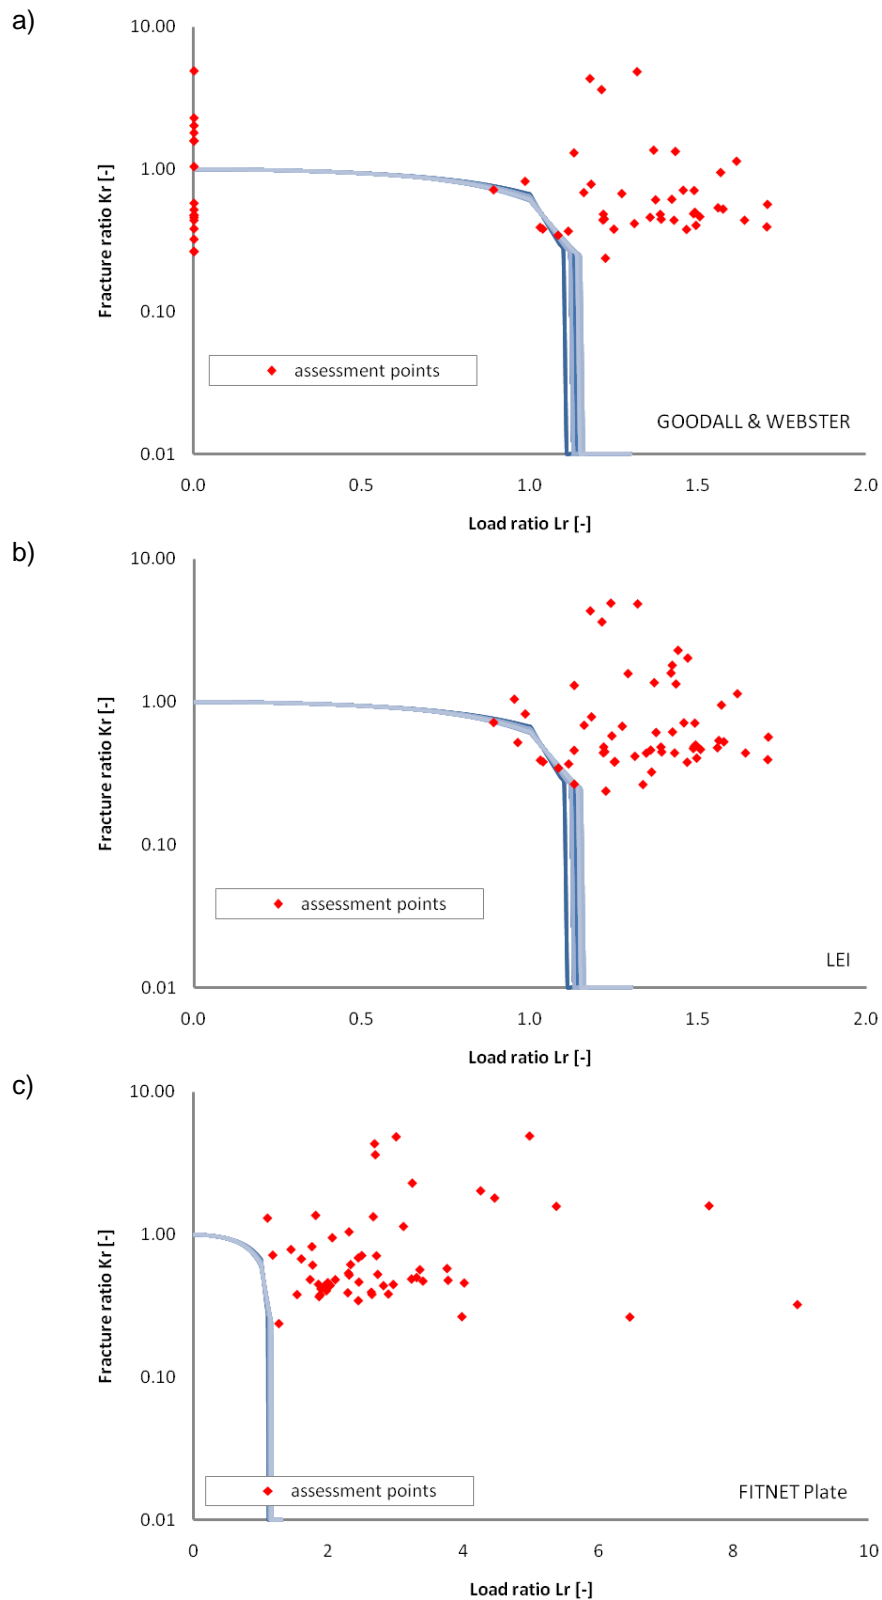 a)
10.00
1.00
0.10
0.01
Fracture ratio Kr [-]
assessment points
GOODALL & WEBSTER
0.0 0.5 1.0 1.5 2.0
Load ratio Lr [-]
b)
10.00
1.00
0.10
0.01
Fracture ratio Kr [-]
assessment points
LEI
0.0 0.5 1.0 1.5 2.0
Load ratio Lr [-]
c)
10.00
1.00
0.10
0.01
Fracture ratio Kr [-]
assessment points
FITNET Plate
0 2 4 6 8 10
Load ratio Lr [-]